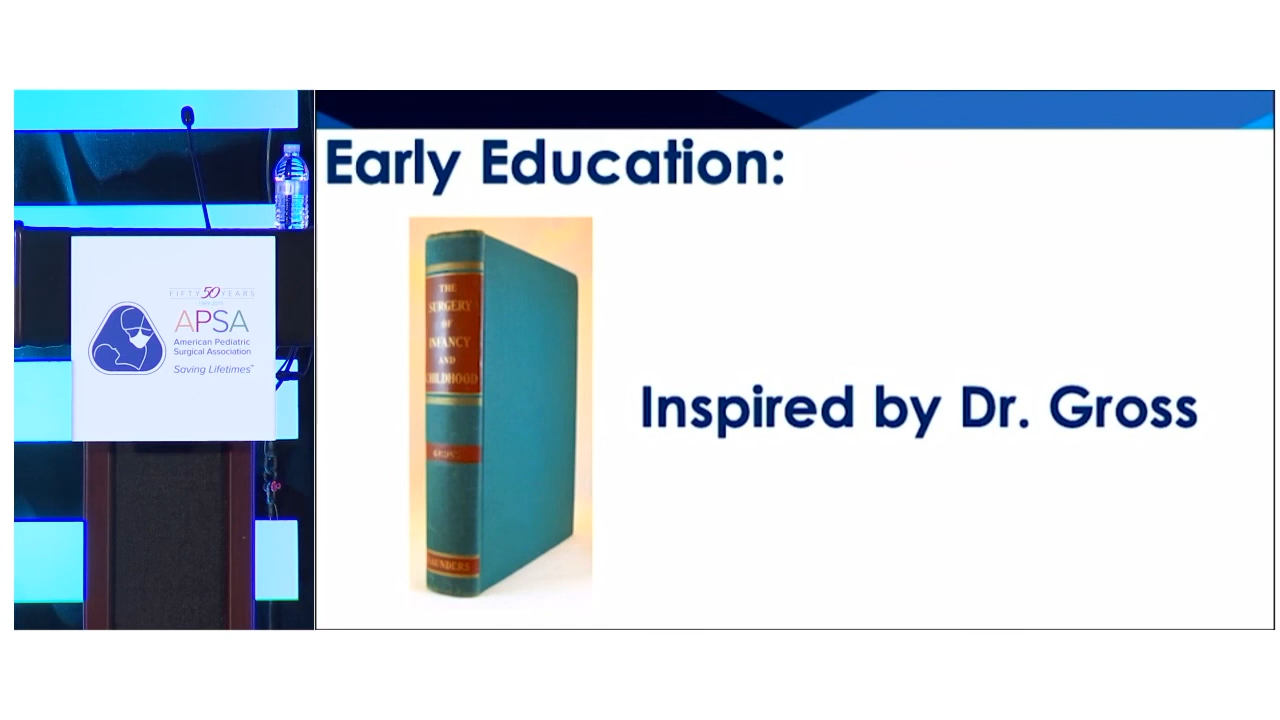 Early Education:
Inspired by Dr. Gross
THE
SURGERY
OF
INFANCY
AND
CHILDHOOD
GROSS
SAUNDERS
FIFTY 50 YEARS
APSA
American Pediatric
Surgical Association
Saving Lifetimes™